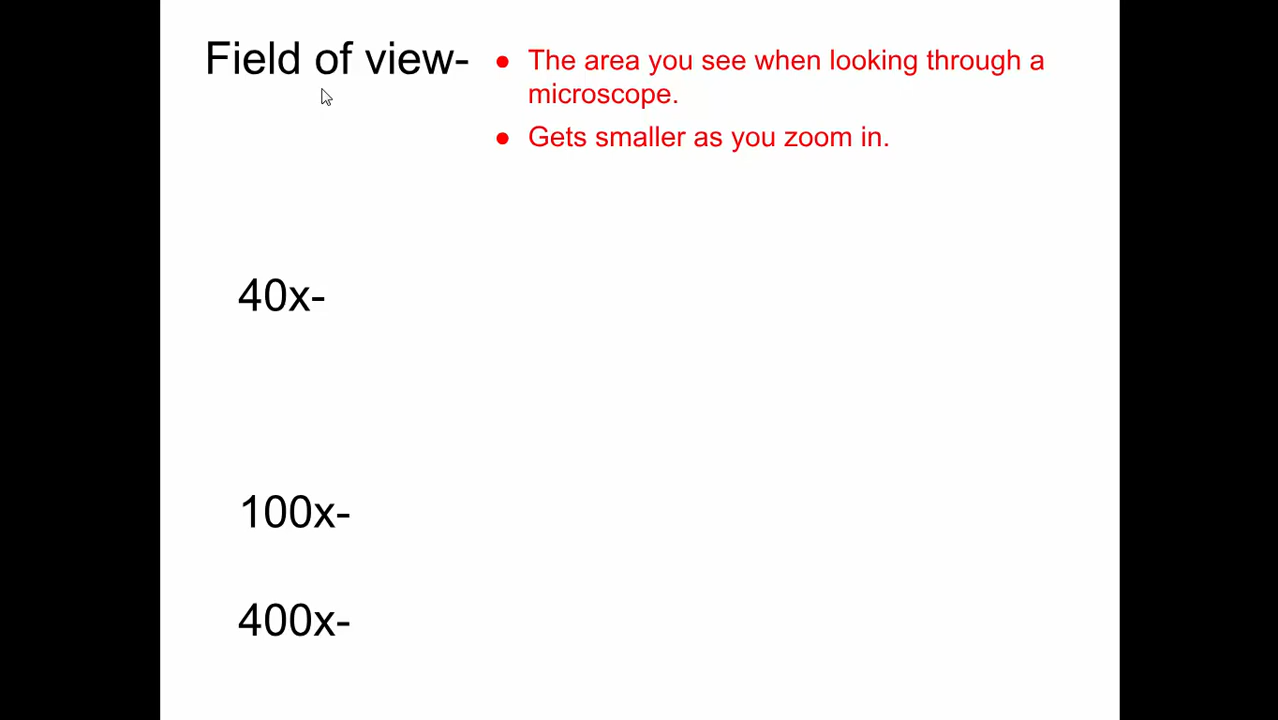 Field of view-
● The area you see when looking through a
microscope.
● Gets smaller as you zoom in.
40x-
100x-
400x-